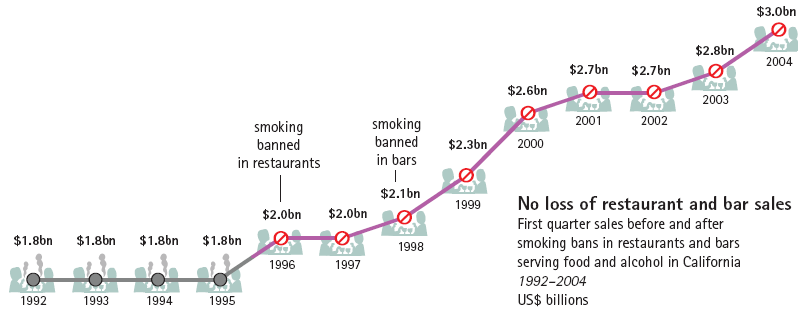 $1.8bn
1992
$1.8bn
1993
$1.8bn
1994
$1.8bn
1995
smoking
banned
in restaurants
$2.0bn
1996
$2.0bn
1997
smoking
banned
in bars
$2.1bn
1998
$2.3bn
1999
$2.6bn
2000
$2.7bn
2001
$2.7bn
2002
$2.8bn
2003
$3.0bn
2004
No loss of restaurant and bar sales
First quarter sales before and after
smoking bans in restaurants and bars
serving food and alcohol in California
1992–2004
US$ billions